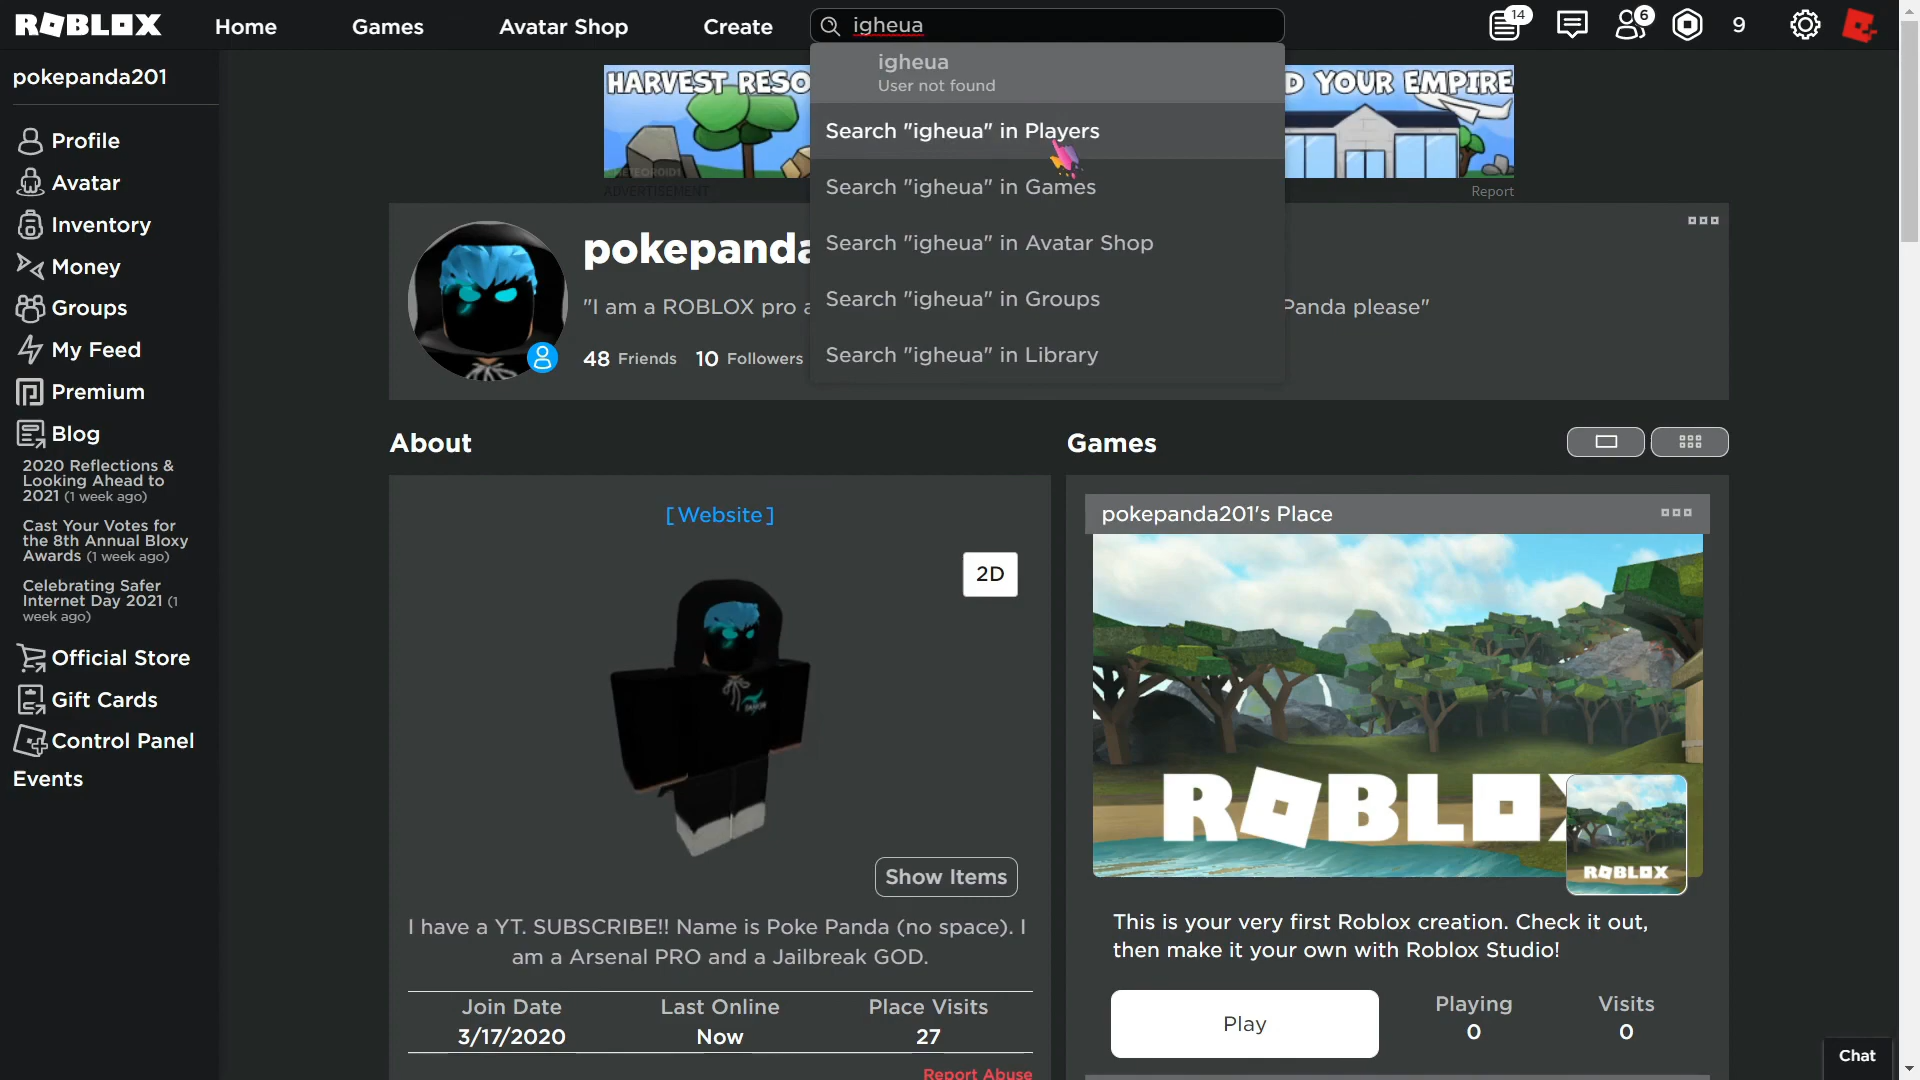 ROBLOX
Home
Games
Avatar Shop
Create
igheua
14
6
9
pokepanda201
Profile
Avatar
Inventory
Money
Groups
My Feed
Premium
Blog
2020 Reflections &
Looking Ahead to
2021 (1 week ago)
Cast Your Votes for
the 8th Annual Bloxy
Awards (1 week ago)
Celebrating Safer
Internet Day 2021 (1
week ago)
Official Store
Gift Cards
Control Panel
Events
igheua
User not found
Search "igheua" in Players
Search "igheua" in Games
Search "igheua" in Avatar Shop
Search "igheua" in Groups
Search "igheua" in Library
HARVEST RESO
D YOUR EMPIRE
METEOROID1
ADVERTISEMENT
Report
pokepanda
"I am a ROBLOX pro a
Panda please"
48 Friends 10 Followers
About
[Website]
2D
Show Items
I have a YT. SUBSCRIBE!! Name is Poke Panda (no space). I
am a Arsenal PRO and a Jailbreak GOD.
Join Date Last Online Place Visits
3/17/2020 Now 27
Report Abuse
Games
pokepanda201's Place
ROBLOX
ROBLOX
This is your very first Roblox creation. Check it out,
then make it your own with Roblox Studio!
Play
Playing Visits
0 0
Chat